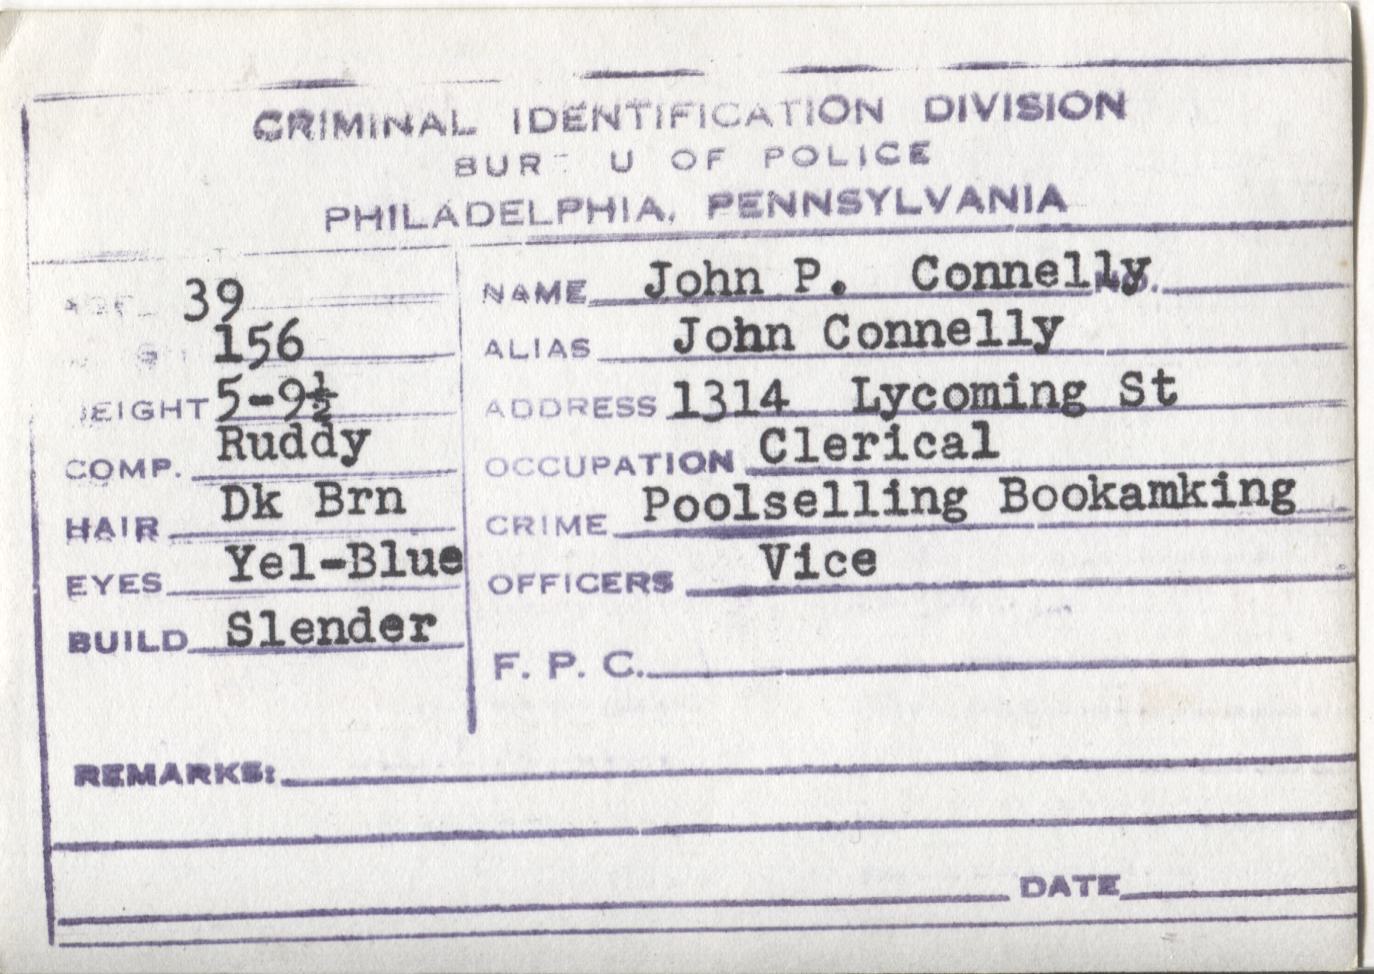 CRIMINAL IDENTIFICATION DIVISION
BUR U OF POLICE
PHILADELPHIA, PENNSYLVANIA
39
156
HEIGHT 5-9½
COMP. Ruddy
HAIR Dk Brn
EYES Yel-Blue
BUILD Slender
NAME John P. Connelly
ALIAS John Connelly
ADDRESS 1314 Lycoming St
OCCUPATION Clerical
CRIME Poolselling Bookamking
OFFICERS Vice
F. P. C.
REMARKS:
DATE